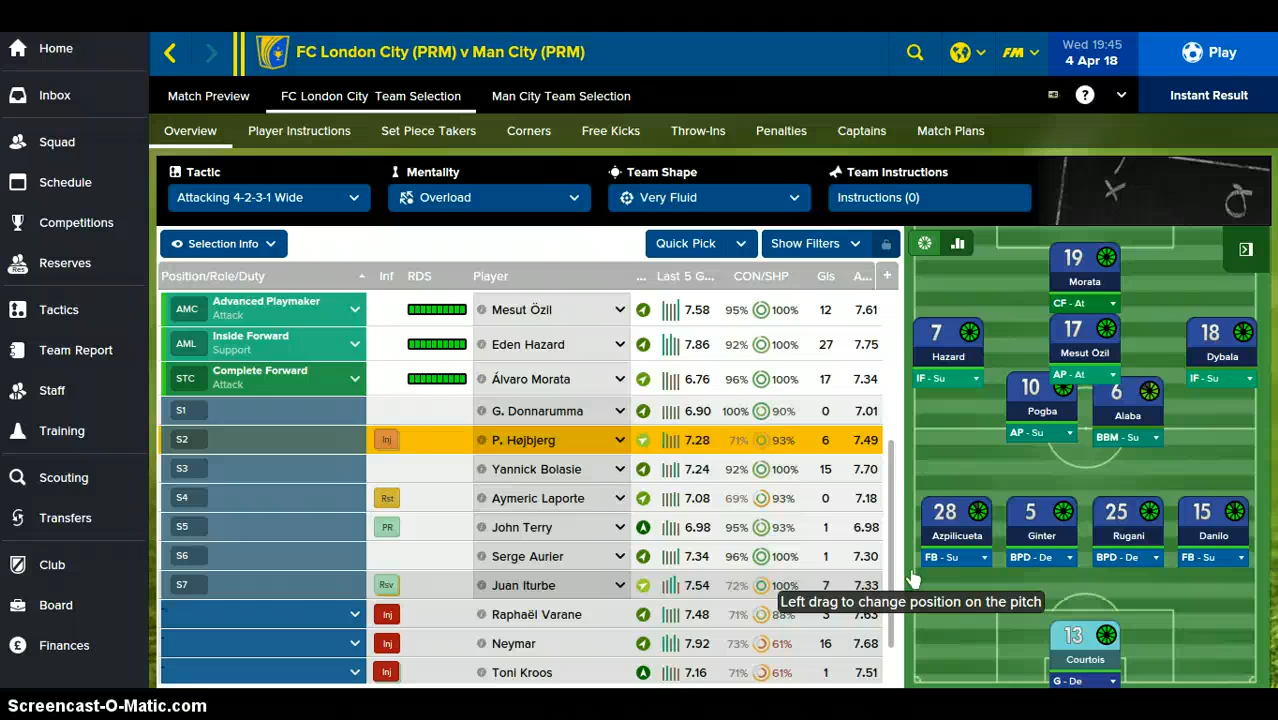 Home
Inbox
Squad
Schedule
Competitions
Res
Reserves
Tactics
Team Report
Staff
Training
Scouting
Transfers
Club
Board
£
Finances
FC London City (PRM) v Man City (PRM)
FM
Wed 19:45
4 Apr 18
Play
Match Preview
FC London City Team Selection
Man City Team Selection
?
Instant Result
Overview
Player Instructions
Set Piece Takers
Corners
Free Kicks
Throw-Ins
Penalties
Captains
Match Plans
Tactic
Mentality
Team Shape
Team Instructions
Attacking 4-2-3-1 Wide
Overload
Very Fluid
Instructions (0)
Selection Info
Quick Pick
Show Filters
Position/Role/Duty Inf RDS Player ... Last 5 G... CON/SHP Gls A... +
AMC Advanced Playmaker Attack Mesut Özil 7.58 95% 100% 12 7.61
AML Inside Forward Support Eden Hazard 7.86 92% 100% 27 7.75
STC Complete Forward Attack Álvaro Morata 6.76 96% 100% 17 7.34
S1 G. Donnarumma 6.90 100% 90% 0 7.01
S2 Inj P. Højbjerg 7.28 71% 93% 6 7.49
S3 Yannick Bolasie 7.24 92% 100% 15 7.70
S4 Rst Aymeric Laporte 7.08 69% 93% 0 7.18
S5 PR John Terry 6.98 95% 93% 1 6.98
S6 Serge Aurier 7.34 96% 100% 1 7.30
S7 Rsv Juan Iturbe 7.54 72% 100% 7 7.33
Inj Raphaël Varane 7.48 71%
Inj Neymar 7.92 73% 61% 16 7.68
Inj Toni Kroos 7.16 71% 61% 1 7.51
Left drag to change position on the pitch
19
Morata
CF - At
7
Hazard
IF - Su
17
Mesut Özil
AP - At
18
Dybala
IF - Su
10
Pogba
AP - Su
6
Alaba
BBM - Su
28
Azpilicueta
FB - Su
5
Ginter
BPD - De
25
Rugani
BPD - De
15
Danilo
FB - Su
13
Courtois
G - De
Screencast-O-Matic.com